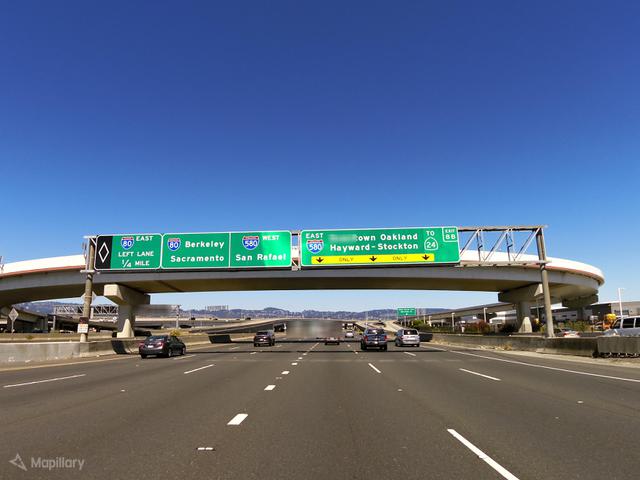 EAST
80
LEFT LANE
1/4 MILE
80
Berkeley
Sacramento
WEST
580
San Rafael
EAST
580
town Oakland
Hayward-Stockton
TO
24
EXIT
8B
ONLY ONLY
Mapillary